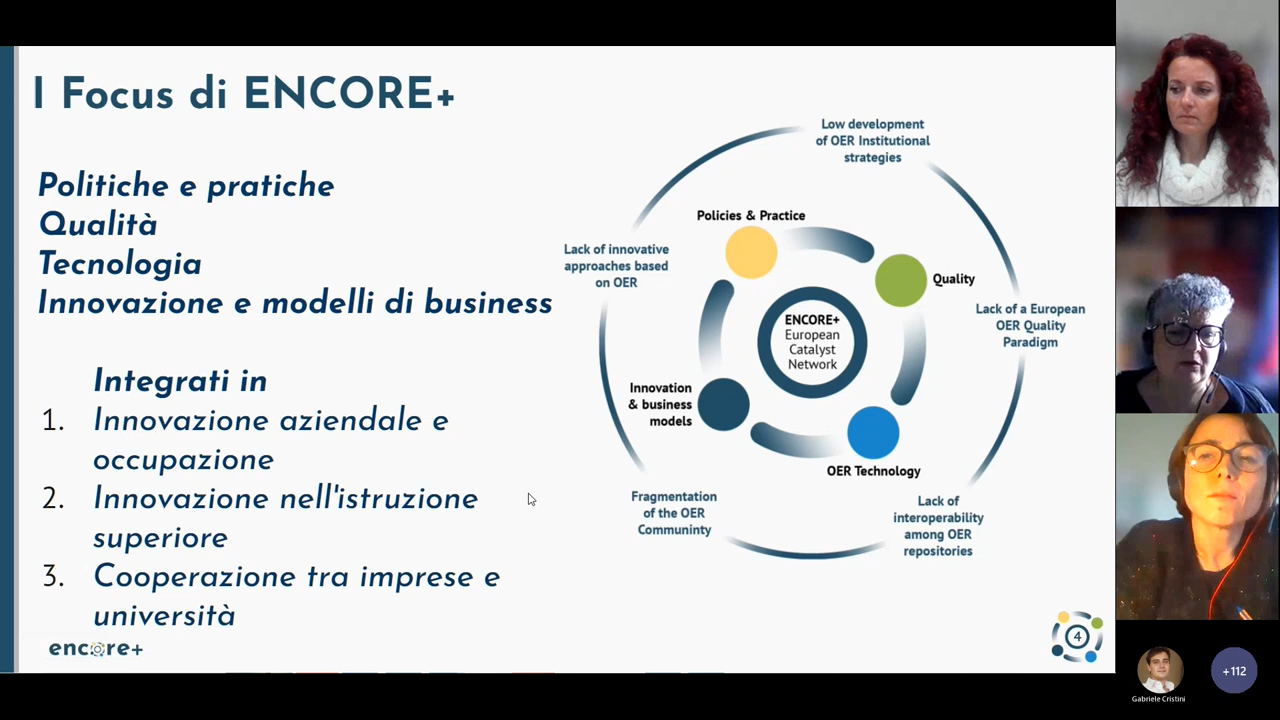 I Focus di ENCORE+
Politiche e pratiche
Qualità
Tecnologia
Innovazione e modelli di business
Integrati in
1. Innovazione aziendale e
occupazione
2. Innovazione nell'istruzione
superiore
3. Cooperazione tra imprese e
università
encore+
Low development
of OER Institutional
strategies
Policies & Practice
Lack of innovative
approaches based
on OER
Quality
Lack of a European
OER Quality
Paradigm
ENCORE+
European
Catalyst
Network
Innovation
& business
models
OER Technology
Fragmentation
of the OER
Communinty
Lack of
interoperability
among OER
repositories
4
Gabriele Cristini
+112